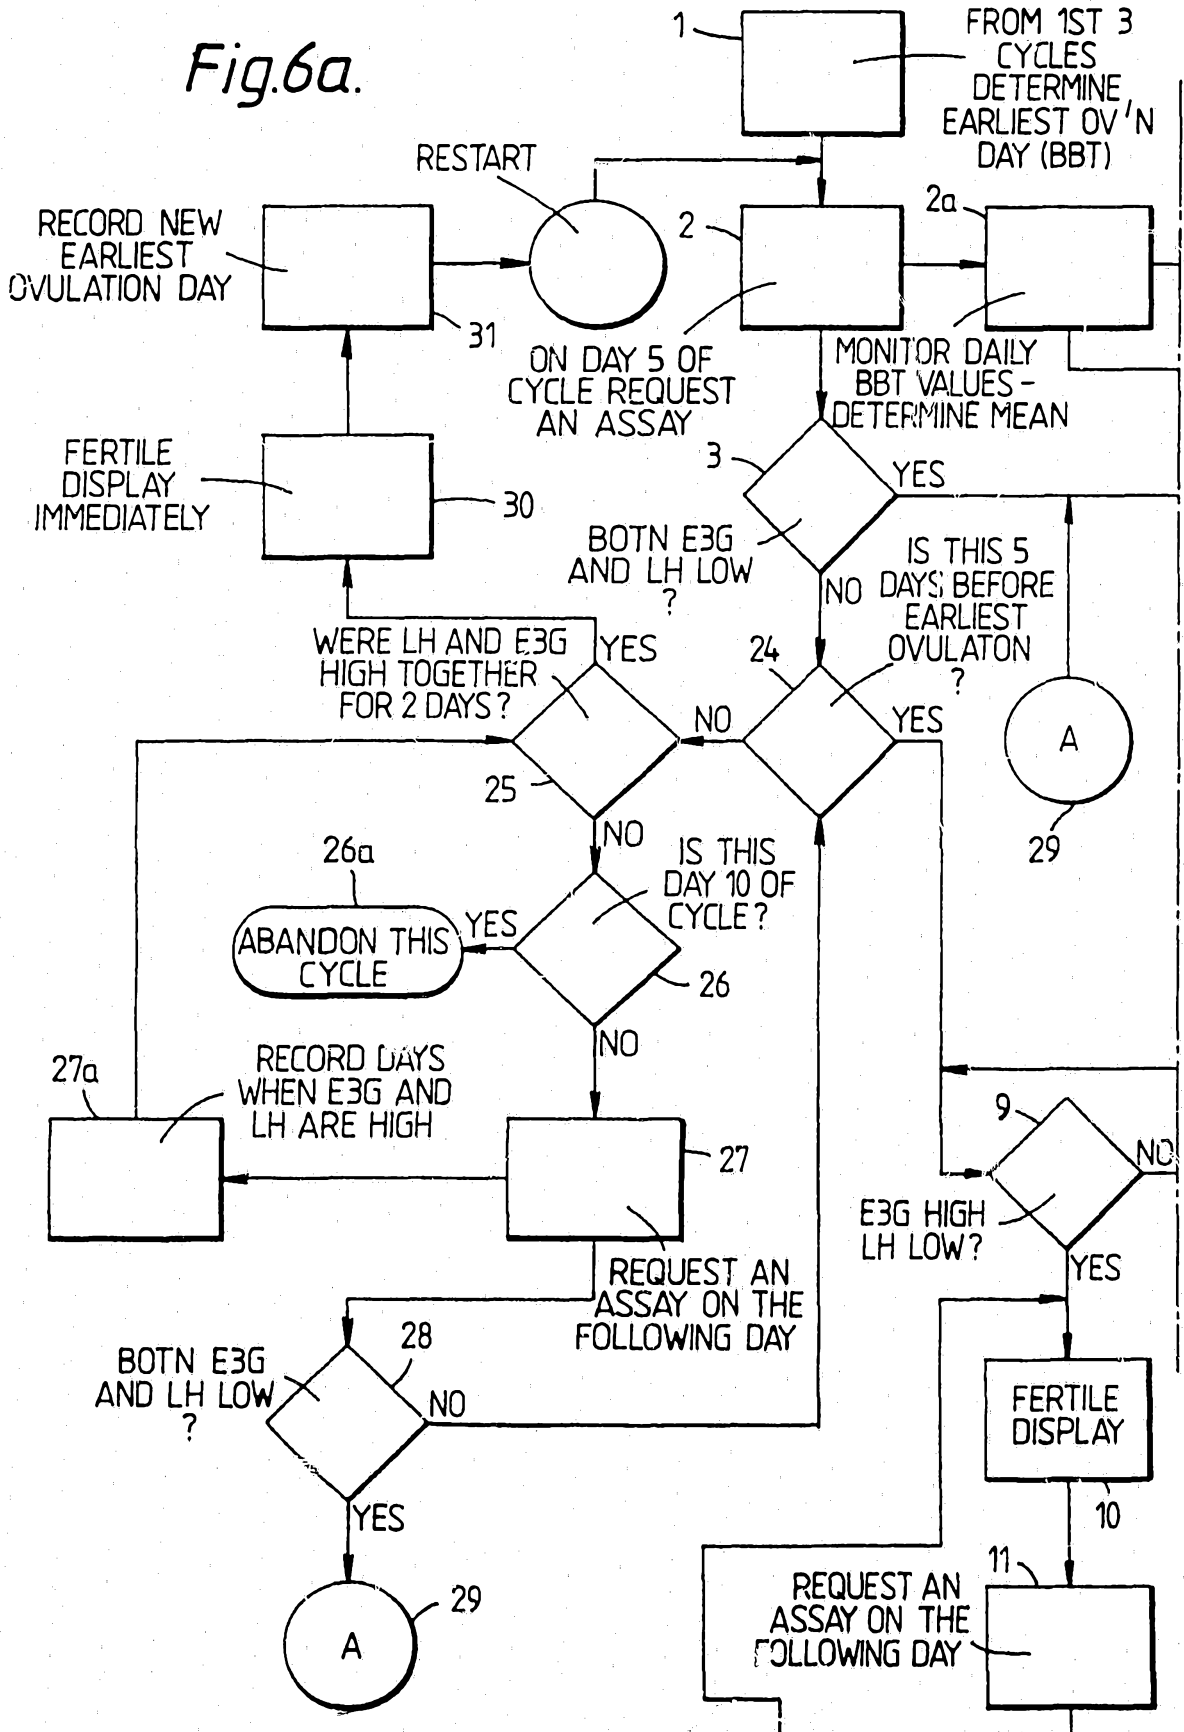 Fig.6a.
1
FROM 1ST 3
CYCLES
DETERMINE
EARLIEST OV'N
DAY (BBT)
RESTART
RECORD NEW
EARLIEST
OVULATION DAY
31
2
2a
ON DAY 5 OF
CYCLE REQUEST
AN ASSAY
MONITOR DAILY
BBT VALUES-
DETERMINE MEAN
FERTILE
DISPLAY
IMMEDIATELY
30
3
YES
BOTN E3G
AND LH LOW
?
NO
IS THIS 5
DAYS BEFORE
EARLIEST
OVULATON
?
WERE LH AND E3G
HIGH TOGETHER
FOR 2 DAYS?
YES
24
NO
YES
A
29
25
NO
26a
ABANDON THIS
CYCLE
YES
IS THIS
DAY 10 OF
CYCLE?
26
NO
27a
RECORD DAYS
WHEN E3G AND
LH ARE HIGH
27
REQUEST AN
ASSAY ON THE
FOLLOWING DAY
9
NO
E3G HIGH
LH LOW?
YES
BOTN E3G
AND LH LOW
?
28
NO
YES
A
29
FERTILE
DISPLAY
10
11
REQUEST AN
ASSAY ON THE
FOLLOWING DAY